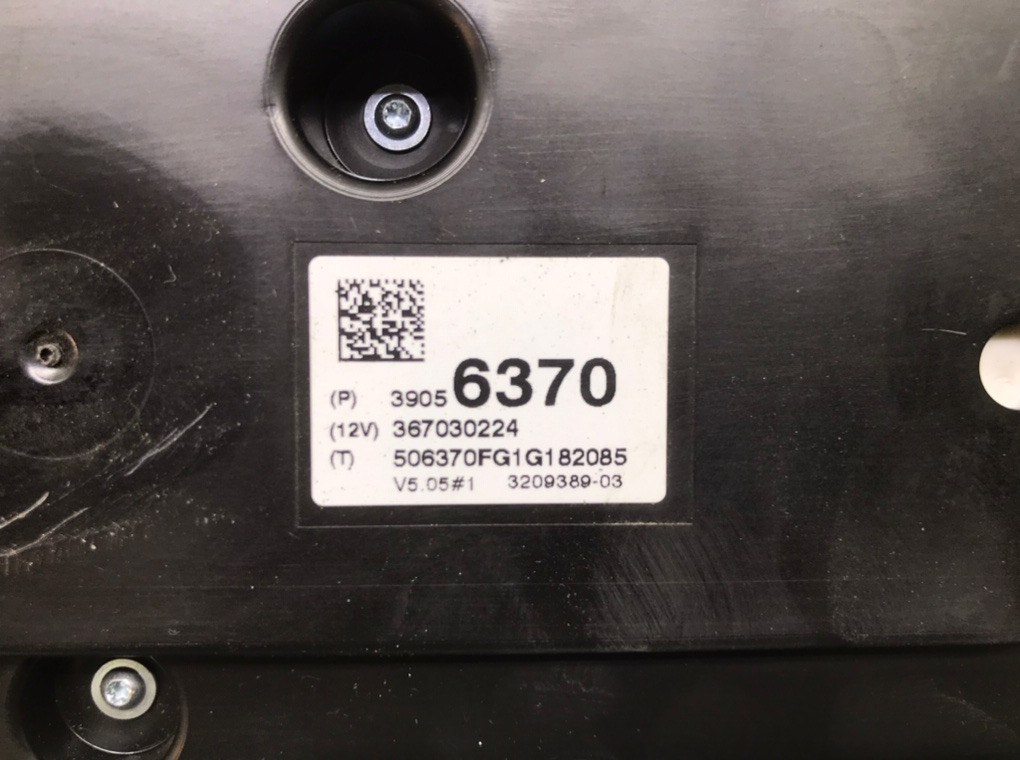 (P) 3905 6370
(12V) 367030224
(T) 506370FG1G182085
V5.05#1 3209389-03